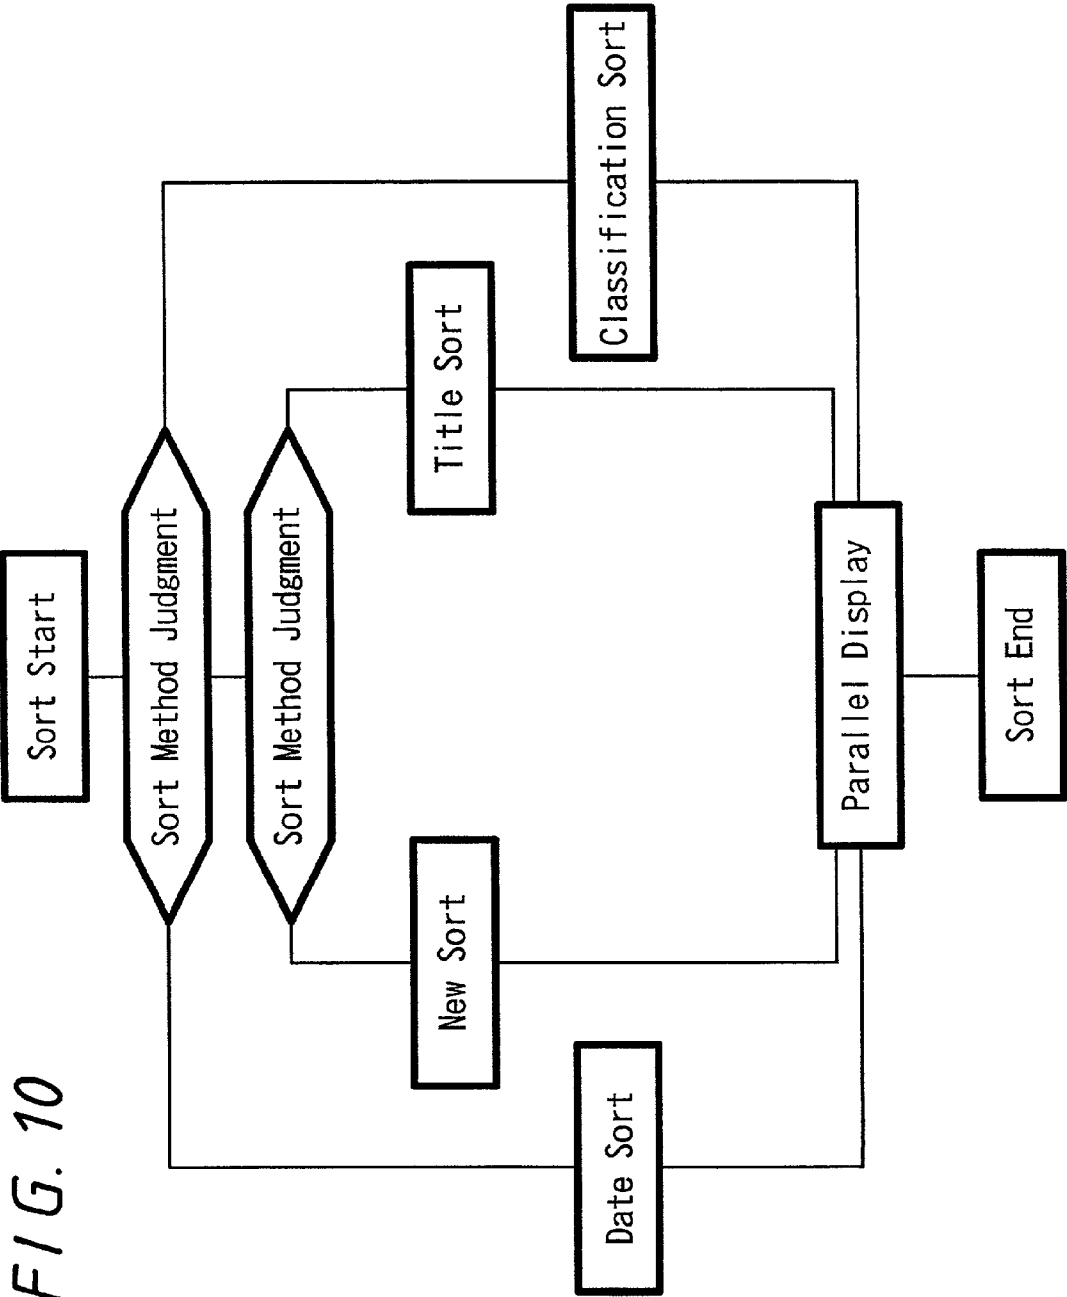 FIG. 10
Sort Start
Sort Method Judgment
Sort Method Judgment
New Sort
Title Sort
Date Sort
Classification Sort
Parallel Display
Sort End